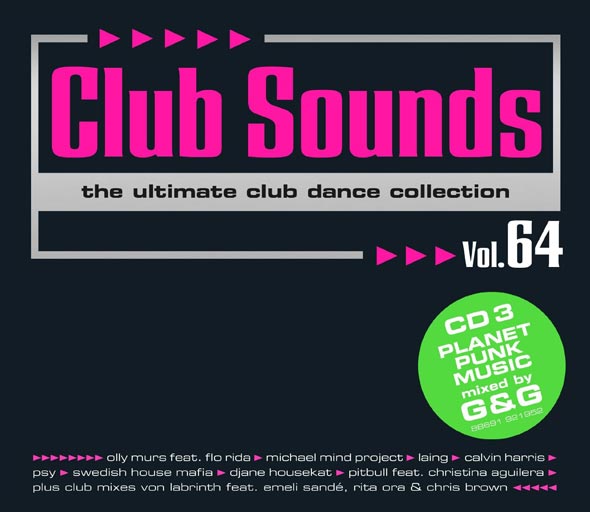 Club Sounds
the ultimate club dance collection
Vol.64
CD 3
PLANET
PUNK
MUSIC
mixed by
G&G
88691 921952
olly murs feat. flo rida ► michael mind project ► laing ► calvin harris ►
psy ► swedish house mafia ► djane housekat ► pitbull feat. christina aguilera ►
plus club mixes von labrinth feat. emeli sandé, rita ora & chris brown